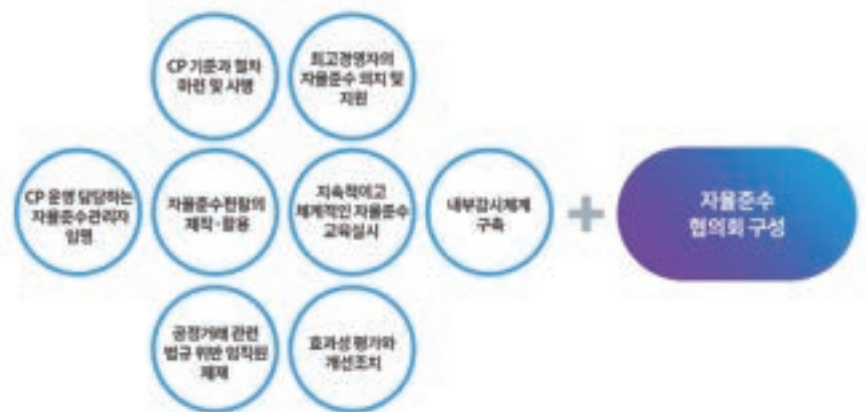 CP 기준과 절차
마련 및 시행
최고경영자의
자율준수 의지 및
지원
CP 운영 담당하는
자율준수관리자
임명
자율준수편람의
제작·활용
지속적이고
체계적인 자율준수
교육실시
내부감시체계
구축
자율준수
협의회 구성
공정거래 관련
법규 위반 임직원
제재
효과성 평가와
개선조치